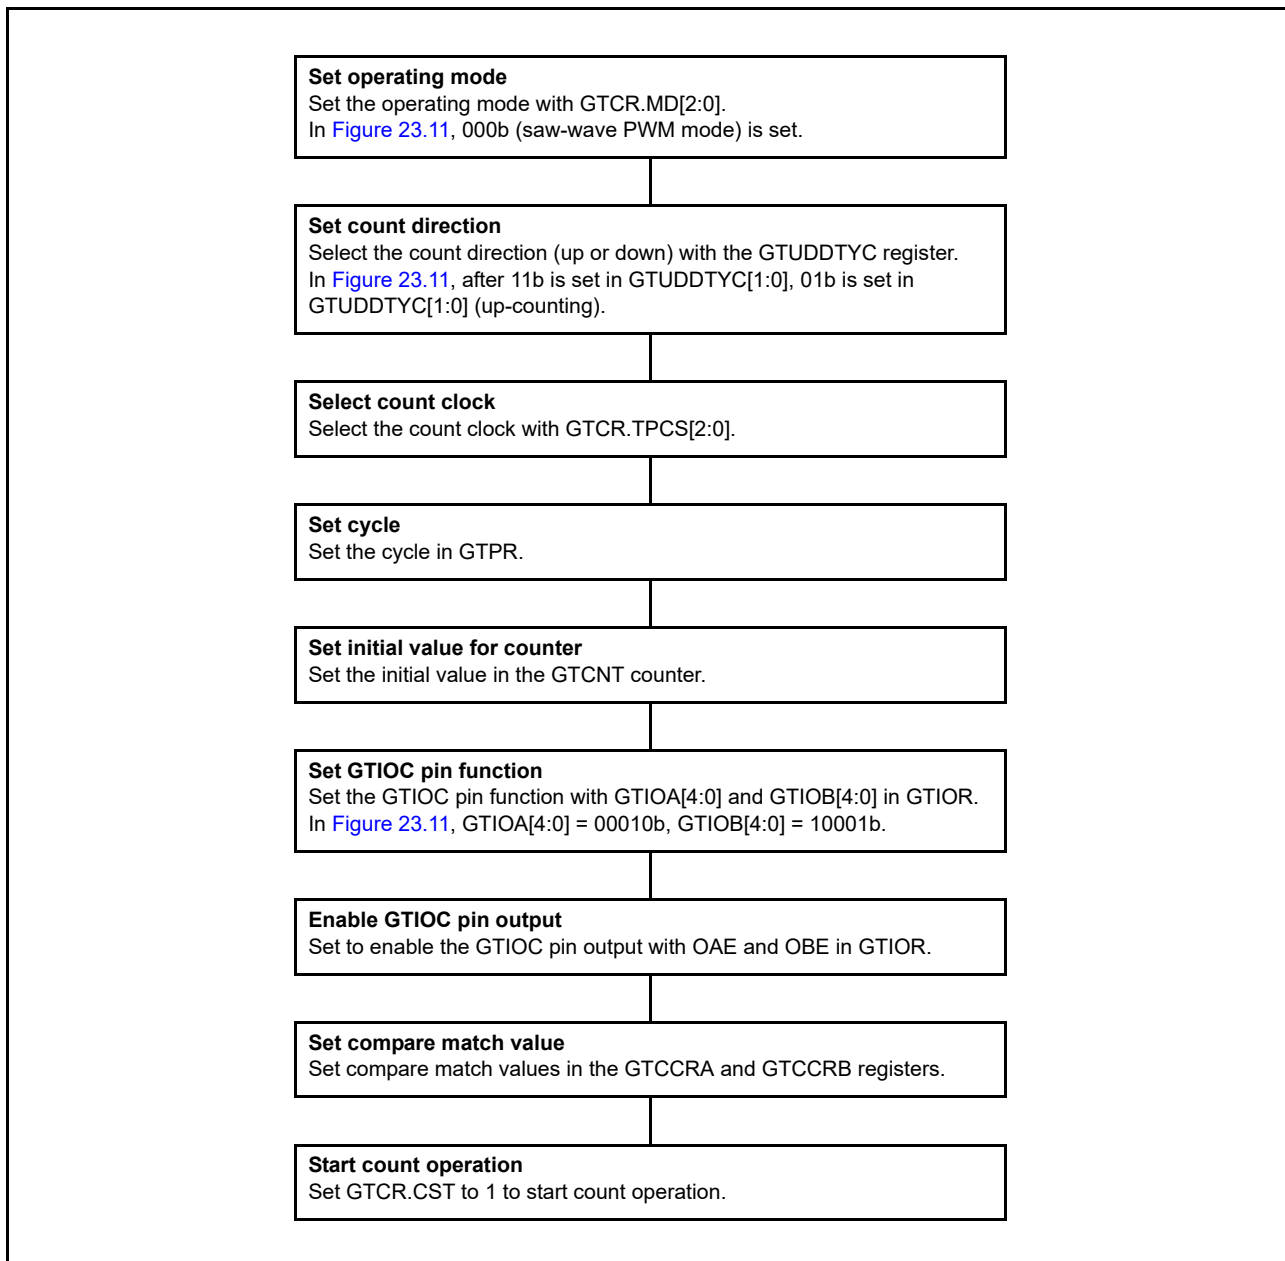 Set operating mode
Set the operating mode with GTCR.MD[2:0].
In Figure 23.11, 000b (saw-wave PWM mode) is set.
Set count direction
Select the count direction (up or down) with the GTUDDTYC register.
In Figure 23.11, after 11b is set in GTUDDTYC[1:0], 01b is set in
GTUDDTYC[1:0] (up-counting).
Select count clock
Select the count clock with GTCR.TPCS[2:0].
Set cycle
Set the cycle in GTPR.
Set initial value for counter
Set the initial value in the GTCNT counter.
Set GTIOC pin function
Set the GTIOC pin function with GTIOA[4:0] and GTIOB[4:0] in GTIOR.
In Figure 23.11, GTIOA[4:0] = 00010b, GTIOB[4:0] = 10001b.
Enable GTIOC pin output
Set to enable the GTIOC pin output with OAE and OBE in GTIOR.
Set compare match value
Set compare match values in the GTCCRA and GTCCRB registers.
Start count operation
Set GTCR.CST to 1 to start count operation.